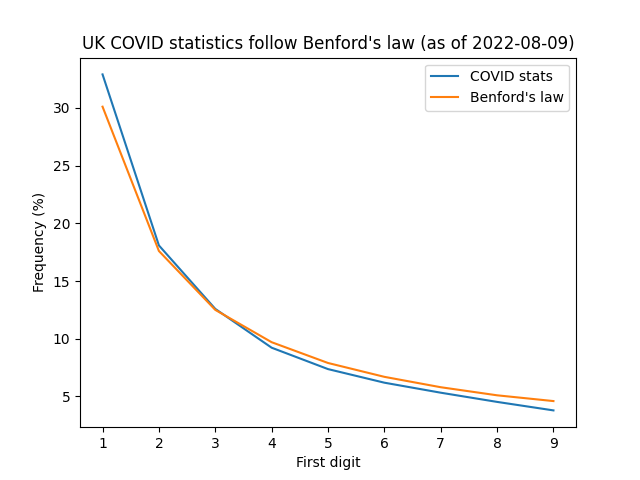 UK COVID statistics follow Benford's law (as of 2022-08-09)
COVID stats
Benford's law
30
25
20
15
10
5
Frequency (%)
1 2 3 4 5 6 7 8 9
First digit